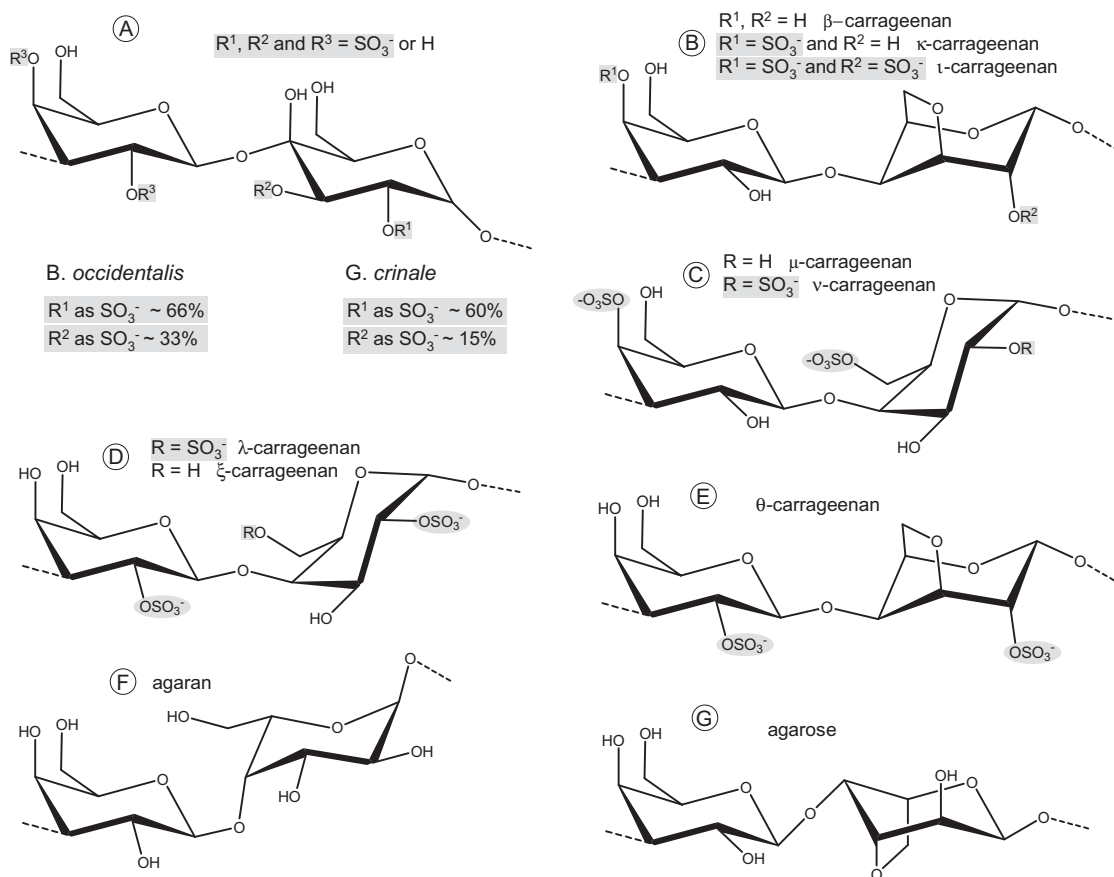 A
R¹, R² and R³ = SO₃⁻ or H
R³O
OH
O
OH
OH
O
O
OR³
R²O
OR¹
O
B. occidentalis
G. crinale
R¹ as SO₃⁻ ~ 66%
R² as SO₃⁻ ~ 33%
R¹ as SO₃⁻ ~ 60%
R² as SO₃⁻ ~ 15%
B
R¹, R² = H β–carrageenan
R¹ = SO₃⁻ and R² = H κ-carrageenan
R¹ = SO₃⁻ and R² = SO₃⁻ ι-carrageenan
R¹O
OH
O
O
O
O
OH
O
OR²
C
R = H μ-carrageenan
R = SO₃⁻ ν-carrageenan
-O₃SO
OH
O
O
O
OR
-O₃SO
O
OH
HO
D
R = SO₃⁻ λ-carrageenan
R = H ξ-carrageenan
HO
OH
O
O
O
OSO₃⁻
RO
O
OSO₃⁻
HO
E
θ-carrageenan
HO
OH
O
O
O
O
O
OSO₃⁻
OSO₃⁻
F
agaran
O
HO
O
HO
OH
OH
O
HO
O
OH
G
agarose
HO
OH
O
O
OH
O
O
OH
O